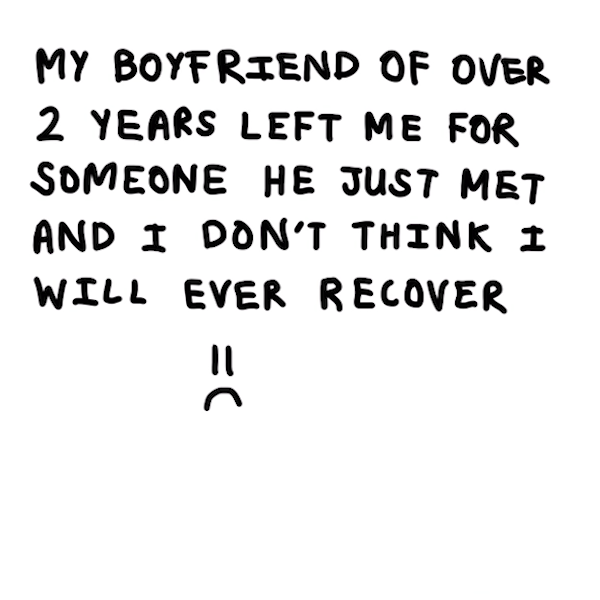 MY BOYFRIEND OF OVER
2 YEARS LEFT ME FOR
SOMEONE HE JUST MET
AND I DON'T THINK I
WILL EVER RECOVER